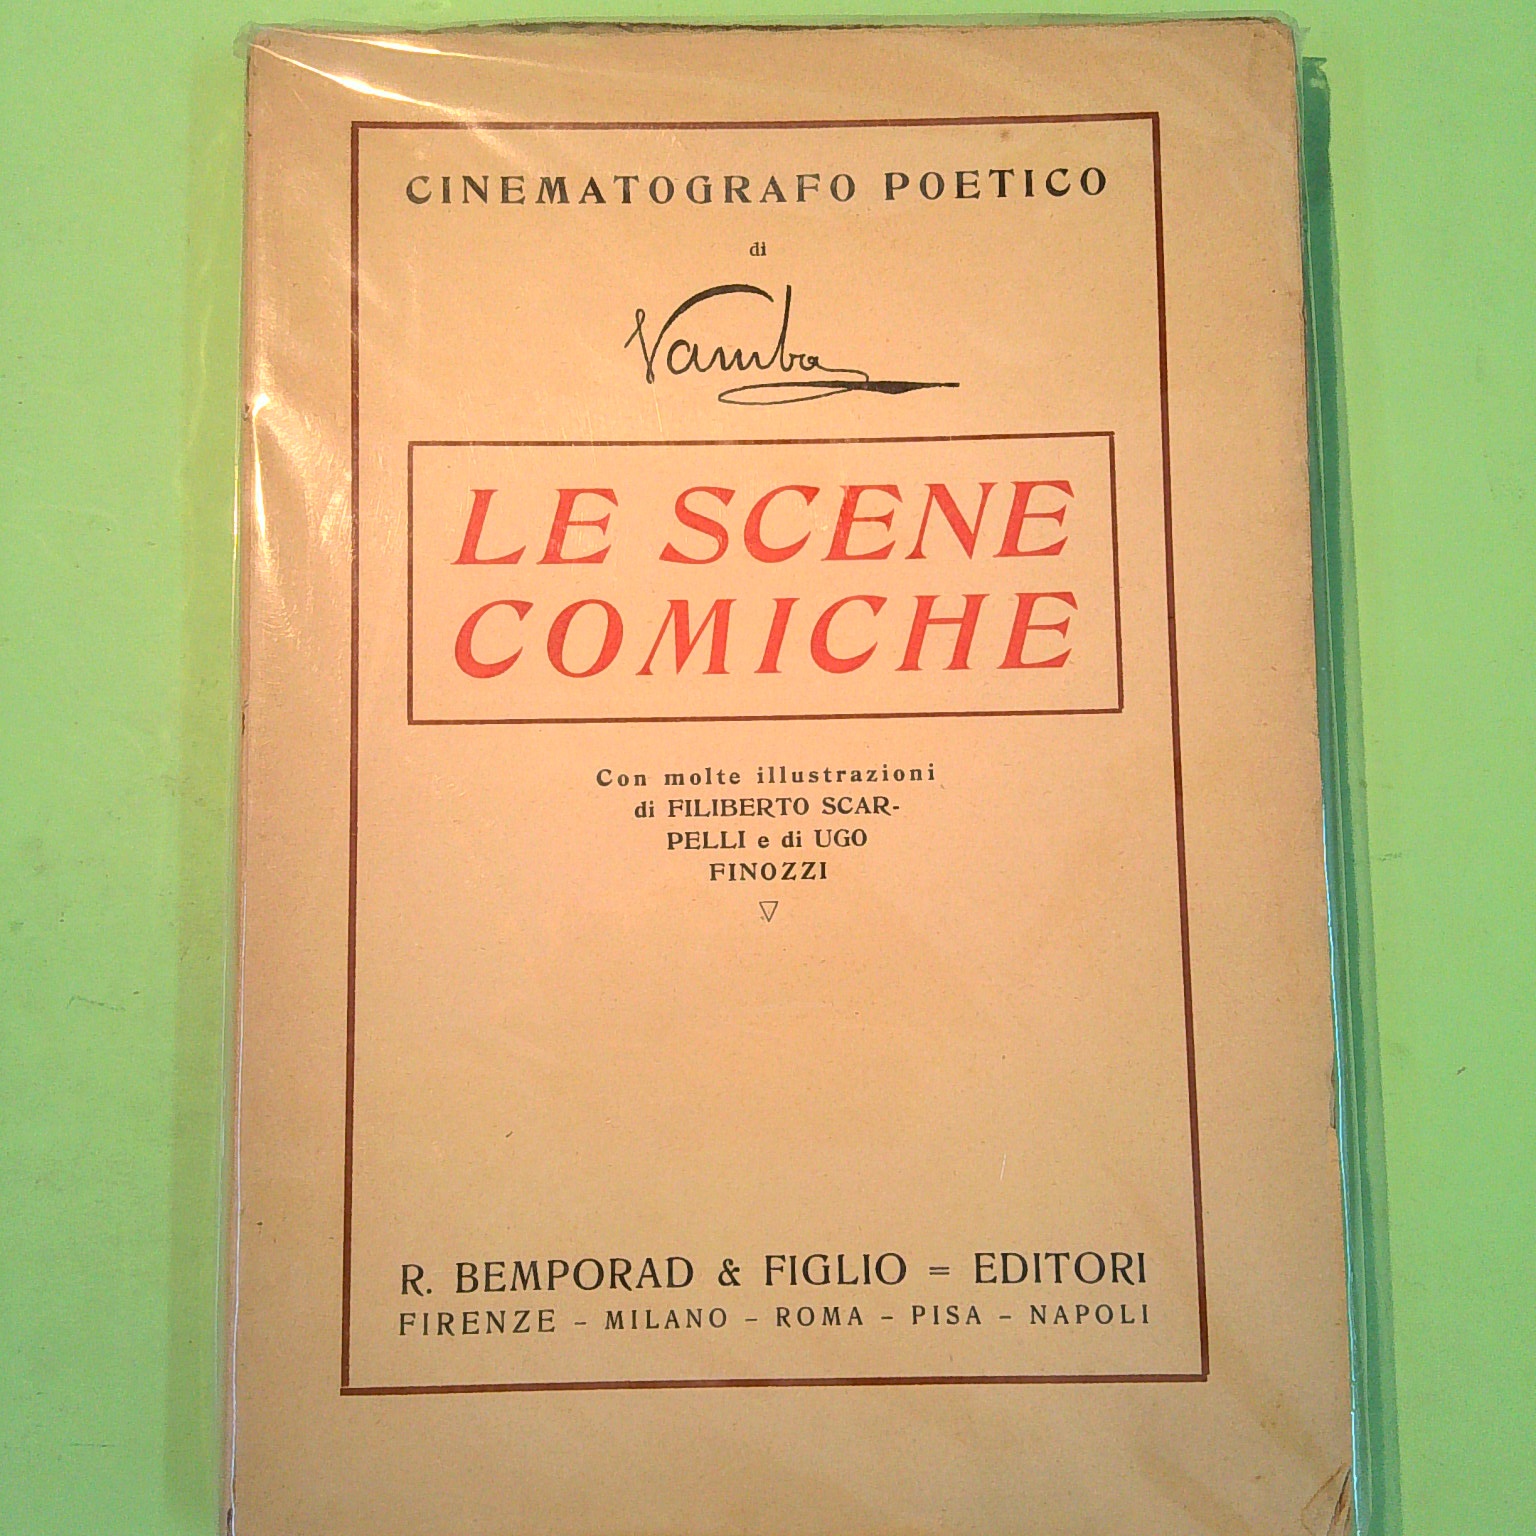 CINEMATOGRAFO POETICO
di
Vamba
LE SCENE
COMICHE
Con molte illustrazioni
di FILIBERTO SCAR-
PELLI e di UGO
FINOZZI
R. BEMPORAD & FIGLIO = EDITORI
FIRENZE - MILANO - ROMA - PISA - NAPOLI